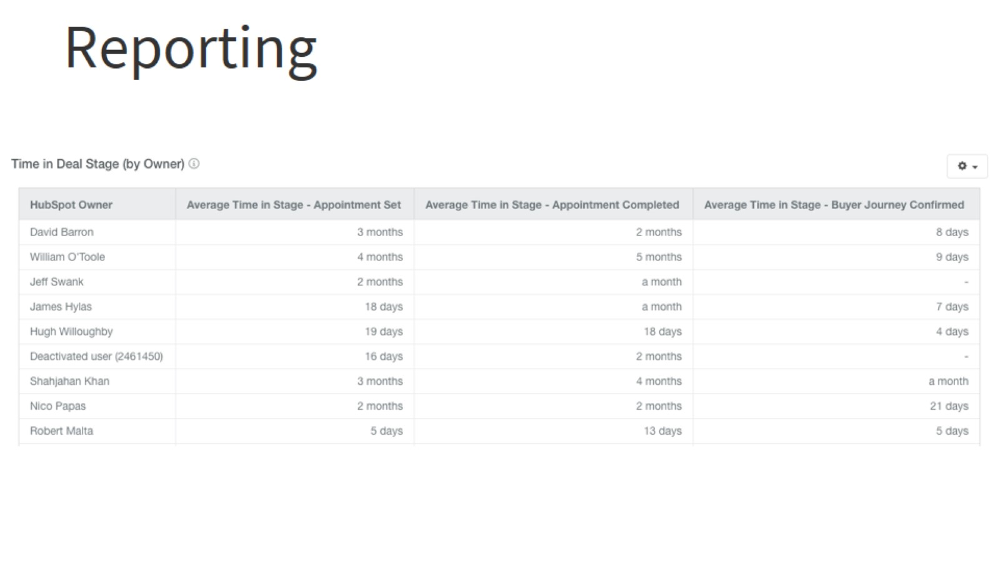 Reporting
Time in Deal Stage (by Owner)
HubSpot Owner Average Time in Stage - Appointment Set Average Time in Stage - Appointment Completed Average Time in Stage - Buyer Journey Confirmed
David Barron 3 months 2 months 8 days
William O'Toole 4 months 5 months 9 days
Jeff Swank 2 months a month -
James Hylas 18 days a month 7 days
Hugh Willoughby 19 days 18 days 4 days
Deactivated user (2461450) 16 days 2 months -
Shahjahan Khan 3 months 4 months a month
Nico Papas 2 months 2 months 21 days
Robert Malta 5 days 13 days 5 days